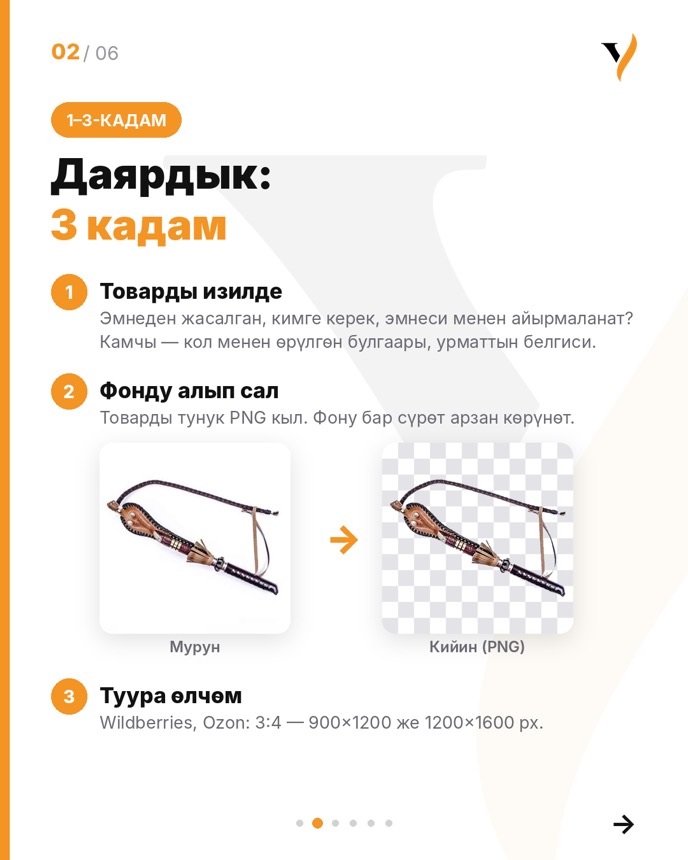 02 / 06
1–3-КАДАМ
Даярдык:
3 кадам
1 Товарды изилде
Эмнеден жасалган, кимге керек, эмнеси менен айырмаланат?
Камчы — кол менен өрүлгөн булгаары, урматтын белгиси.
2 Фонду алып сал
Товарды тунук PNG кыл. Фону бар сүрөт арзан көрүнөт.
Мурун
Кийин (PNG)
3 Туура өлчөм
Wildberries, Ozon: 3:4 — 900×1200 же 1200×1600 px.